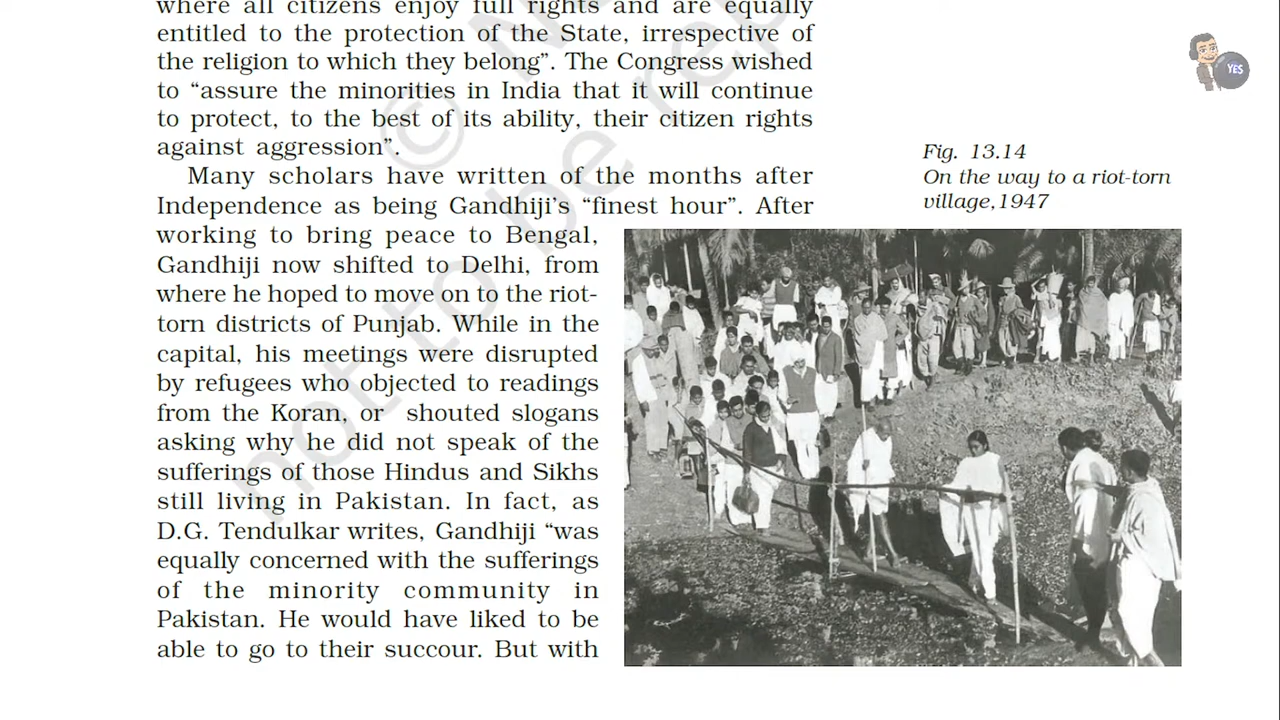 where all citizens enjoy full rights and are equally
entitled to the protection of the State, irrespective of
the religion to which they belong”. The Congress wished
to “assure the minorities in India that it will continue
to protect, to the best of its ability, their citizen rights
against aggression”.
Many scholars have written of the months after
Independence as being Gandhiji’s “finest hour”. After
working to bring peace to Bengal,
Gandhiji now shifted to Delhi, from
where he hoped to move on to the riot-
torn districts of Punjab. While in the
capital, his meetings were disrupted
by refugees who objected to readings
from the Koran, or shouted slogans
asking why he did not speak of the
sufferings of those Hindus and Sikhs
still living in Pakistan. In fact, as
D.G. Tendulkar writes, Gandhiji “was
equally concerned with the sufferings
of the minority community in
Pakistan. He would have liked to be
able to go to their succour. But with
Fig. 13.14
On the way to a riot-torn
village,1947
YES
©
not to be rep